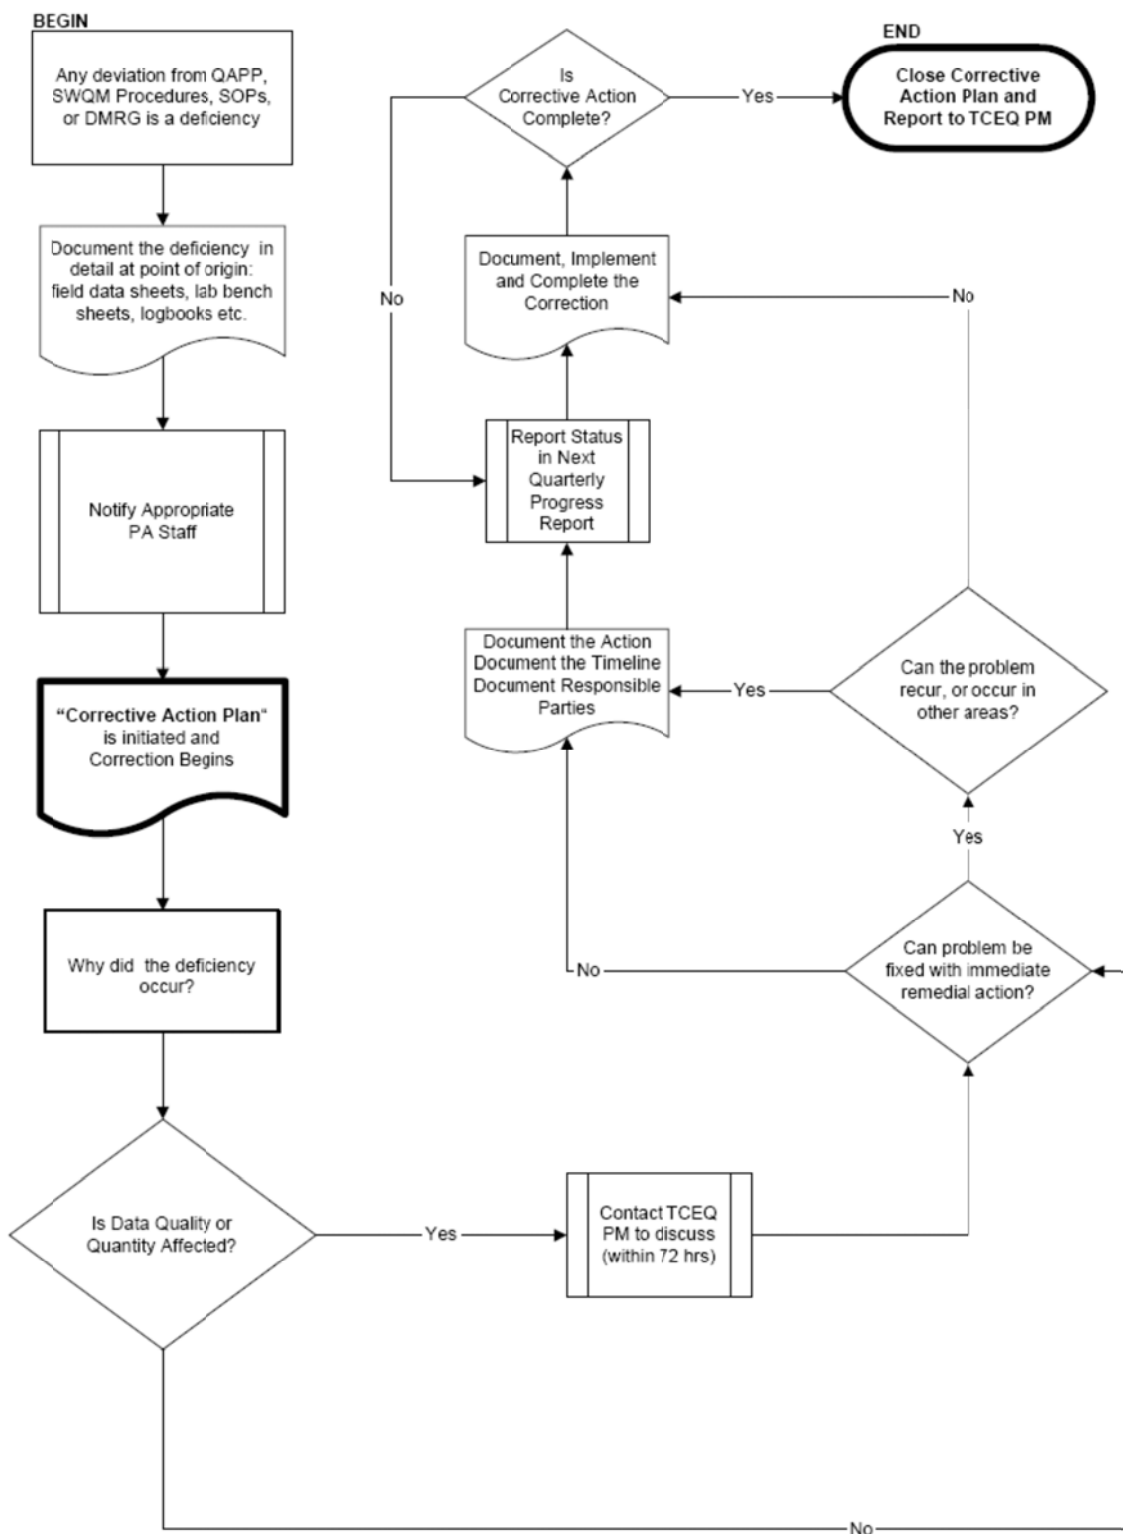 BEGIN
Any deviation from QAPP,
SWQM Procedures, SOPs,
or DMRG is a deficiency
Document the deficiency in
detail at point of origin:
field data sheets, lab bench
sheets, logbooks etc.
Notify Appropriate
PA Staff
“Corrective Action Plan“
is initiated and
Correction Begins
Why did the deficiency
occur?
Is Data Quality or
Quantity Affected?
Yes
No
Contact TCEQ
PM to discuss
(within 72 hrs)
Can problem be
fixed with immediate
remedial action?
No
Yes
Can the problem
recur, or occur in
other areas?
Yes
No
Document the Action
Document the Timeline
Document Responsible
Parties
Report Status
in Next
Quarterly
Progress
Report
Document, Implement
and Complete the
Correction
Is
Corrective Action
Complete?
No
Yes
END
Close Corrective
Action Plan and
Report to TCEQ PM